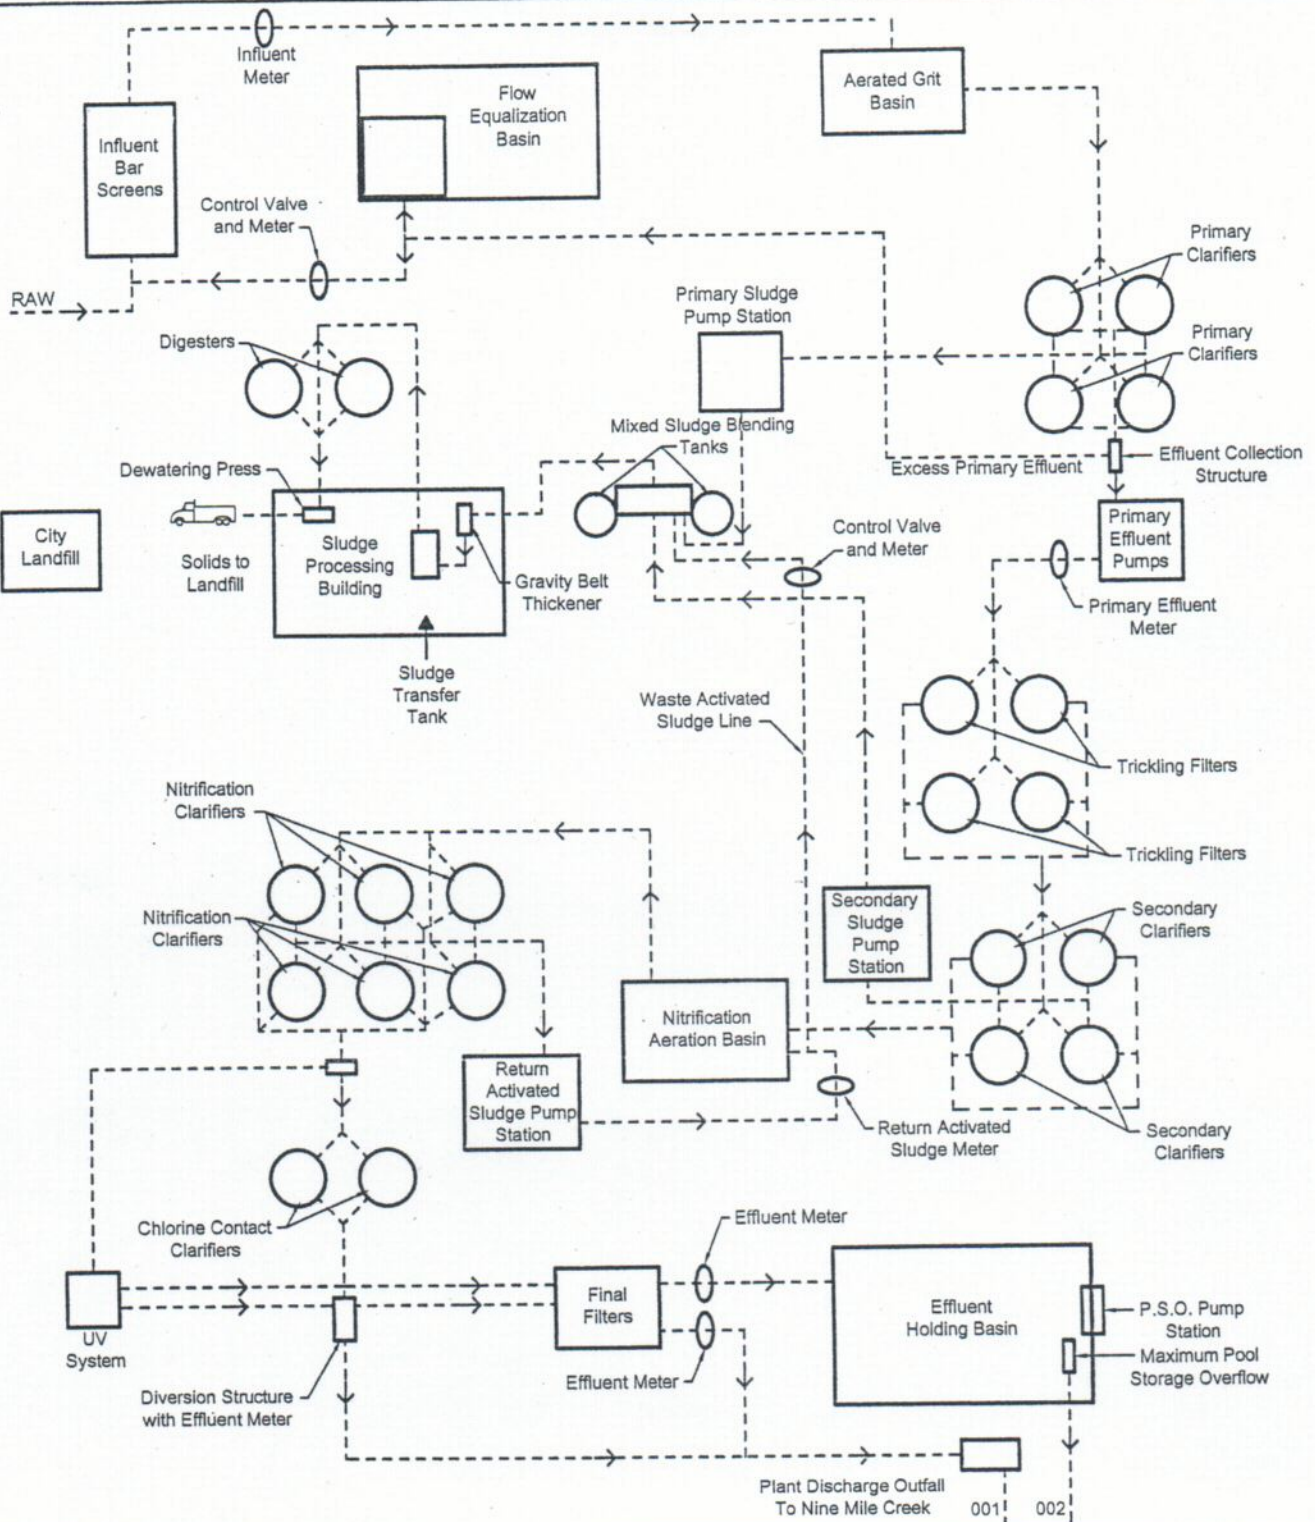 Influent
Meter
Flow
Equalization
Basin
Aerated Grit
Basin
Influent
Bar
Screens
Control Valve
and Meter
RAW
Primary
Clarifiers
Primary Sludge
Pump Station
Primary
Clarifiers
Digesters
Mixed Sludge Blending
Tanks
Dewatering Press
Excess Primary Effluent
Effluent Collection
Structure
City
Landfill
Solids to
Landfill
Sludge
Processing
Building
Gravity Belt
Thickener
Control Valve
and Meter
Primary
Effluent
Pumps
Primary Effluent
Meter
Sludge
Transfer
Tank
Waste Activated
Sludge Line
Trickling Filters
Trickling Filters
Nitrification
Clarifiers
Nitrification
Clarifiers
Secondary
Sludge
Pump
Station
Secondary
Clarifiers
Nitrification
Aeration Basin
Return
Activated
Sludge Pump
Station
Return Activated
Sludge Meter
Secondary
Clarifiers
Chlorine Contact
Clarifiers
Effluent Meter
UV
System
Final
Filters
Effluent
Holding Basin
P.S.O. Pump
Station
Maximum Pool
Storage Overflow
Effluent Meter
Diversion Structure
with Effluent Meter
Plant Discharge Outfall
To Nine Mile Creek
001
002